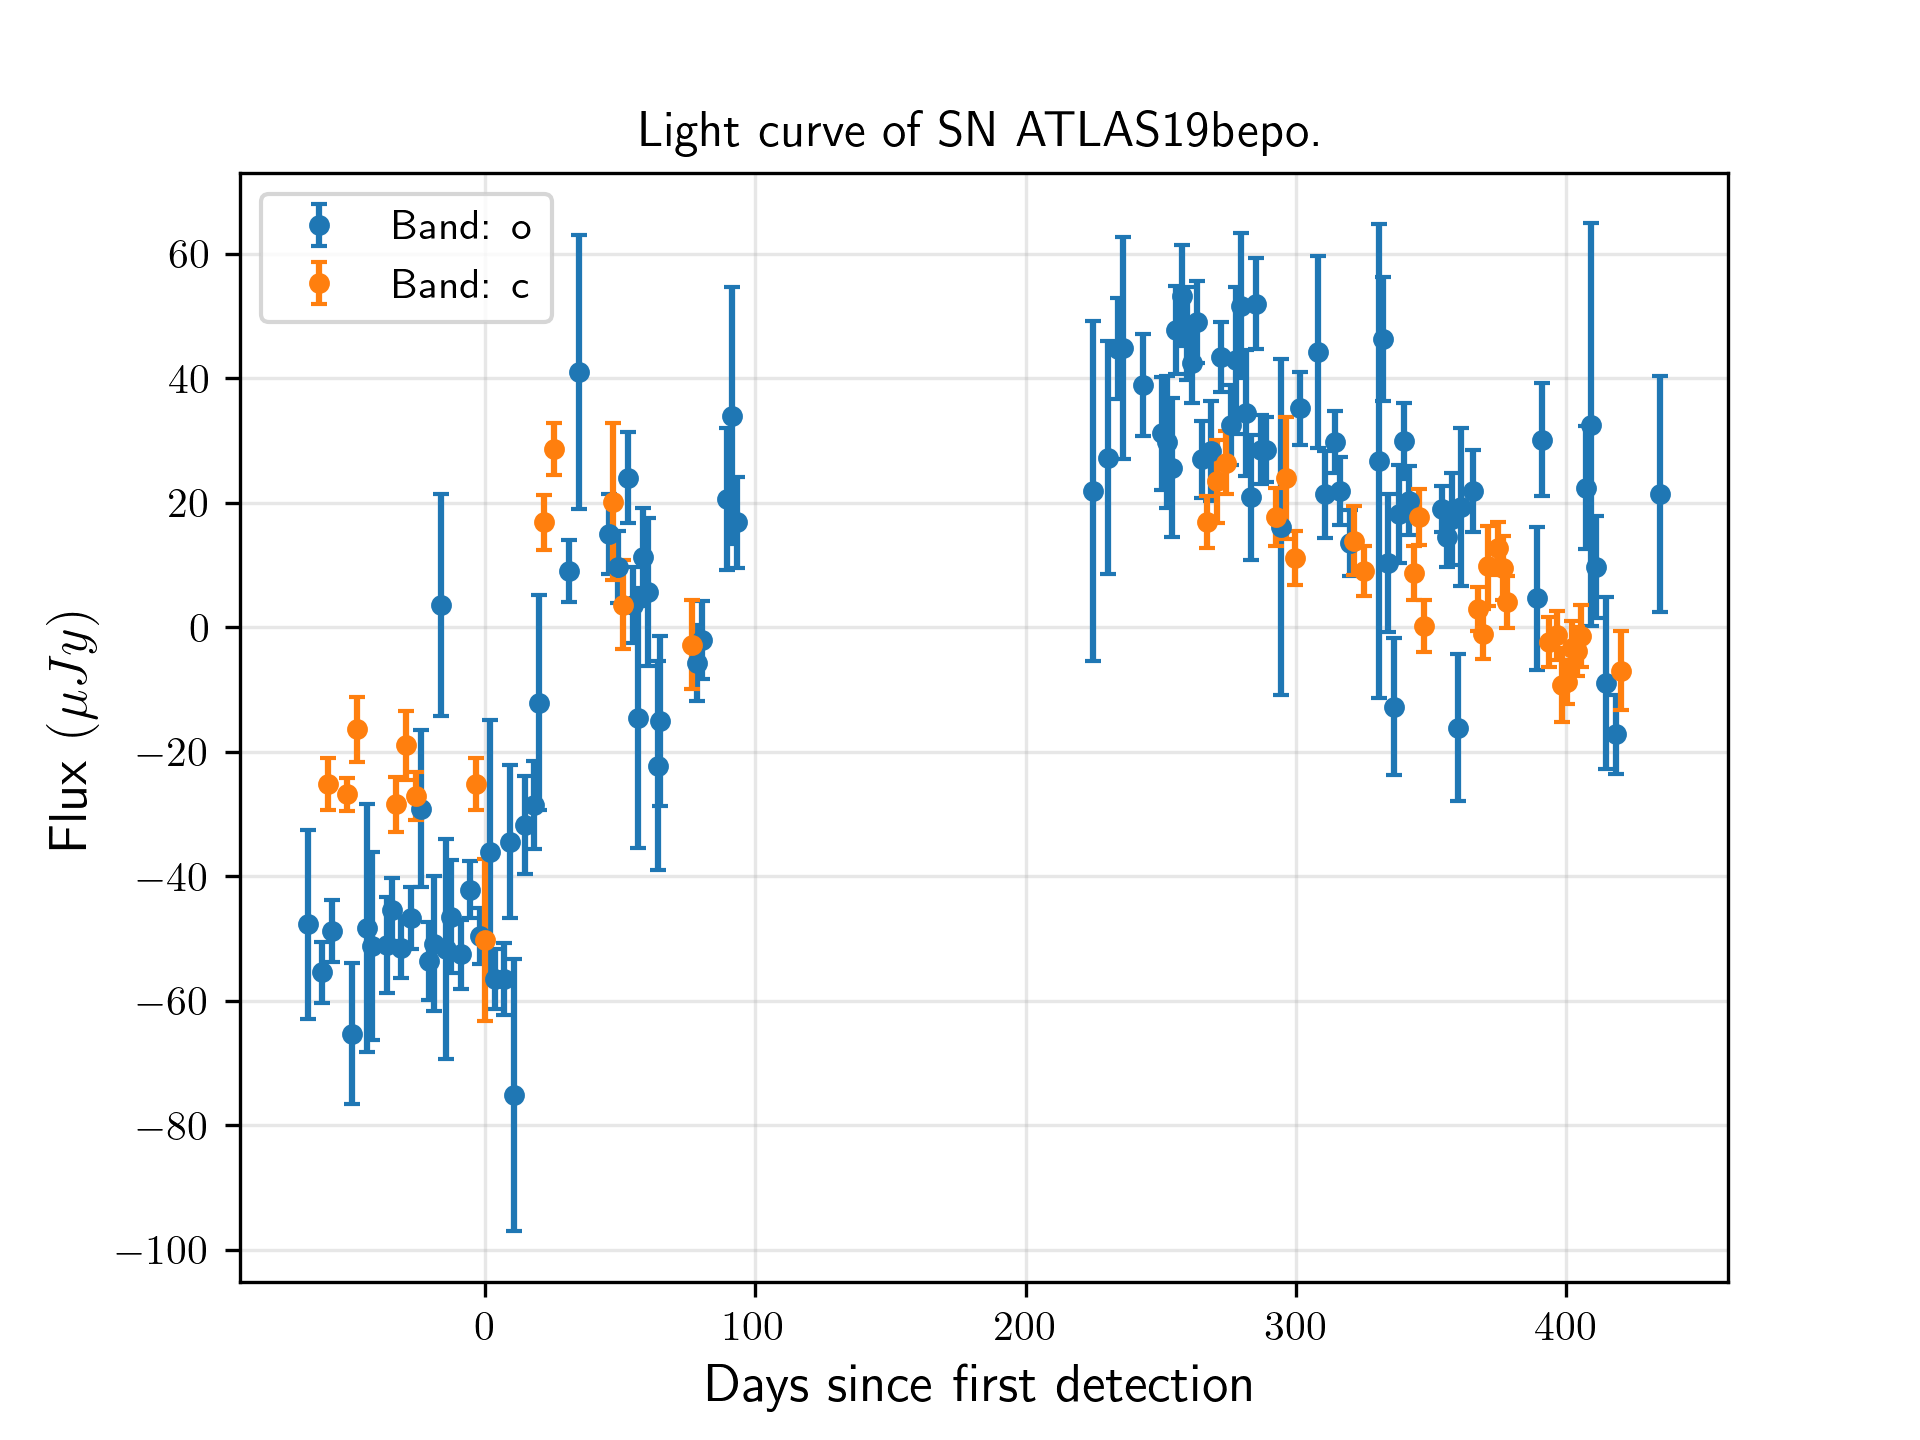 Light curve of SN ATLAS19bepo.
Band: o
Band: c
60
40
20
0
−20
−40
−60
−80
−100
Flux (μJy)
0 100 200 300 400
Days since first detection